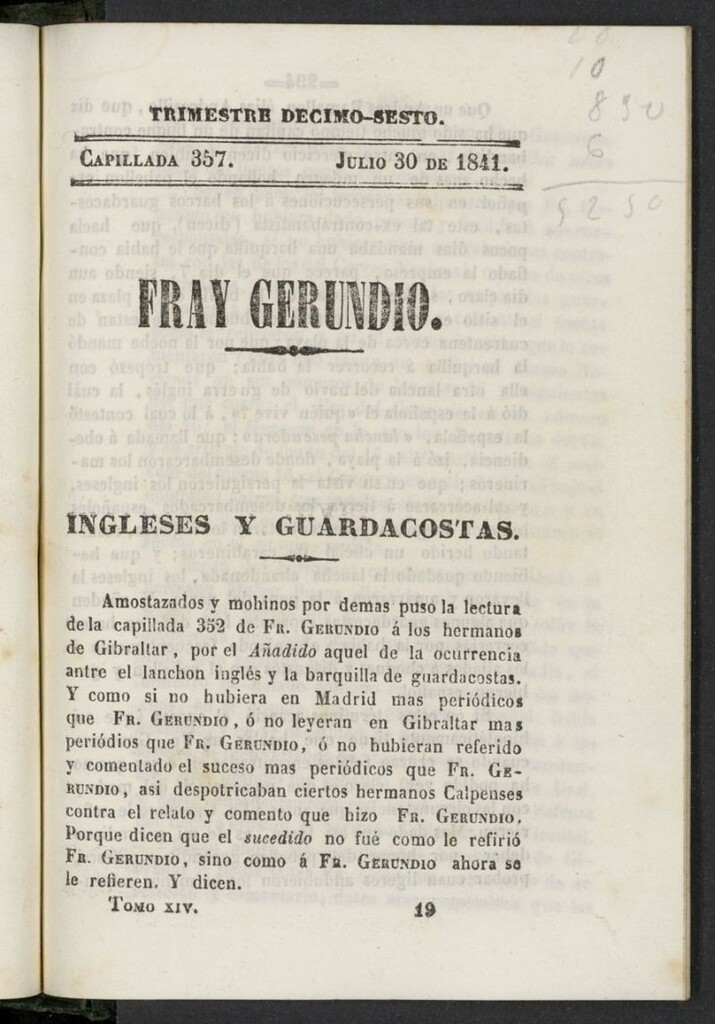 TRIMESTRE DECIMO-SESTO.
CAPILLADA 357. JULIO 30 DE 1841.
FRAY GERUNDIO.
INGLESES Y GUARDACOSTAS.
Amostazados y mohinos por demas puso la lectura
de la capillada 352 de FR. GERUNDIO á los hermanos
de Gibraltar, por el Añadido aquel de la ocurrencia
antre el lanchon inglés y la barquilla de guardacostas.
Y como si no hubiera en Madrid mas periódicos
que FR. GERUNDIO, ó no leyeran en Gibraltar mas
periódios que FR. GERUNDIO, ó no hubieran referido
y comentado el suceso mas periódicos que FR. GE-
RUNDIO, asi despotricaban ciertos hermanos Calpenses
contra el relato y comento que hizo FR. GERUNDIO.
Porque dicen que el sucedido no fué como le refirió
FR. GERUNDIO, sino como á FR. GERUNDIO ahora se
le refieren. Y dicen.
TOMO XIV. 19
10
890
6
5250